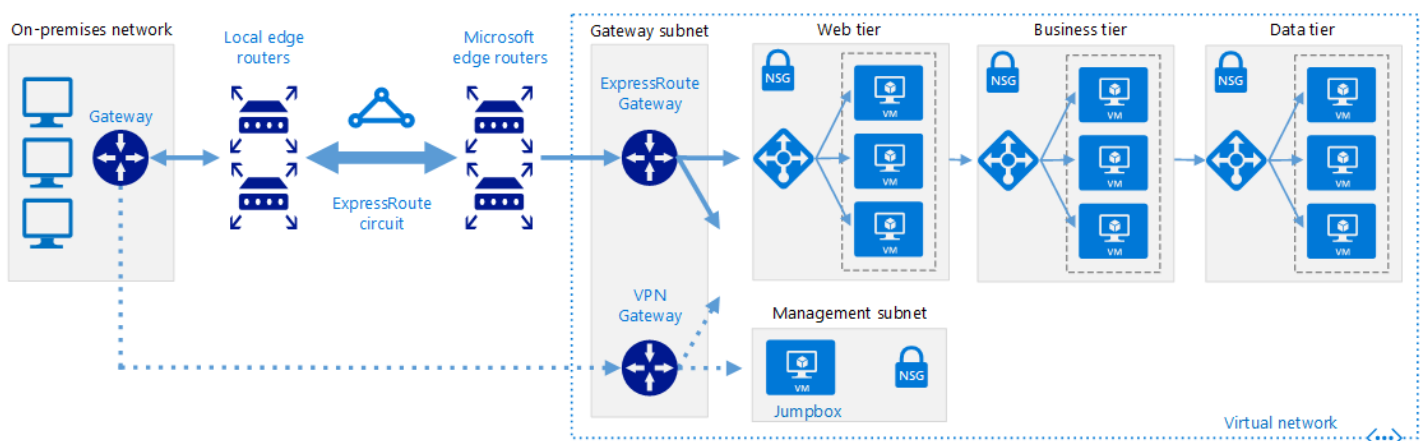 On-premises network
Gateway
Local edge
routers
ExpressRoute
circuit
Microsoft
edge routers
Gateway subnet
ExpressRoute
Gateway
VPN
Gateway
Web tier
NSG
VM
VM
VM
Business tier
NSG
VM
VM
VM
Data tier
NSG
VM
VM
VM
Management subnet
VM
Jumpbox
NSG
Virtual network